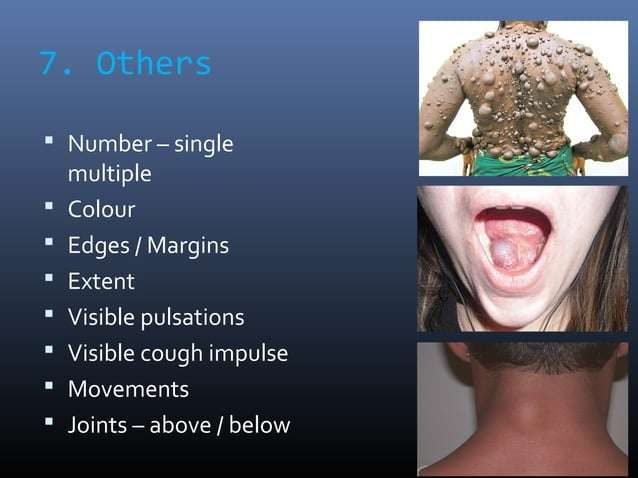 7. Others
Number – single
multiple
Colour
Edges / Margins
Extent
Visible pulsations
Visible cough impulse
Movements
Joints – above / below